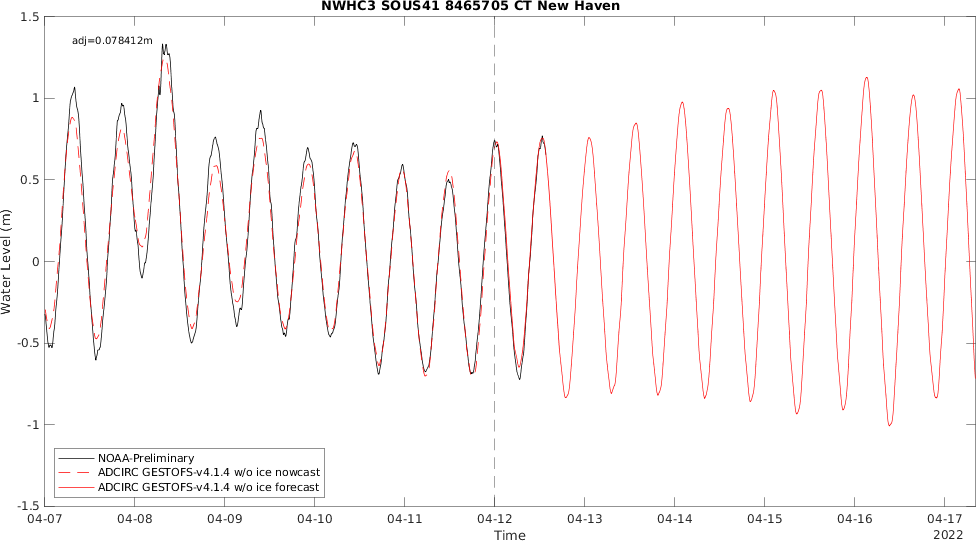 NWHC3 SOUS41 8465705 CT New Haven
adj=0.078412m
1.5
1
0.5
0
-0.5
-1
-1.5
Water Level (m)
NOAA-Preliminary
ADCIRC GESTOFS-v4.1.4 w/o ice nowcast
ADCIRC GESTOFS-v4.1.4 w/o ice forecast
04-07 04-08 04-09 04-10 04-11 04-12 04-13 04-14 04-15 04-16 04-17
Time
2022